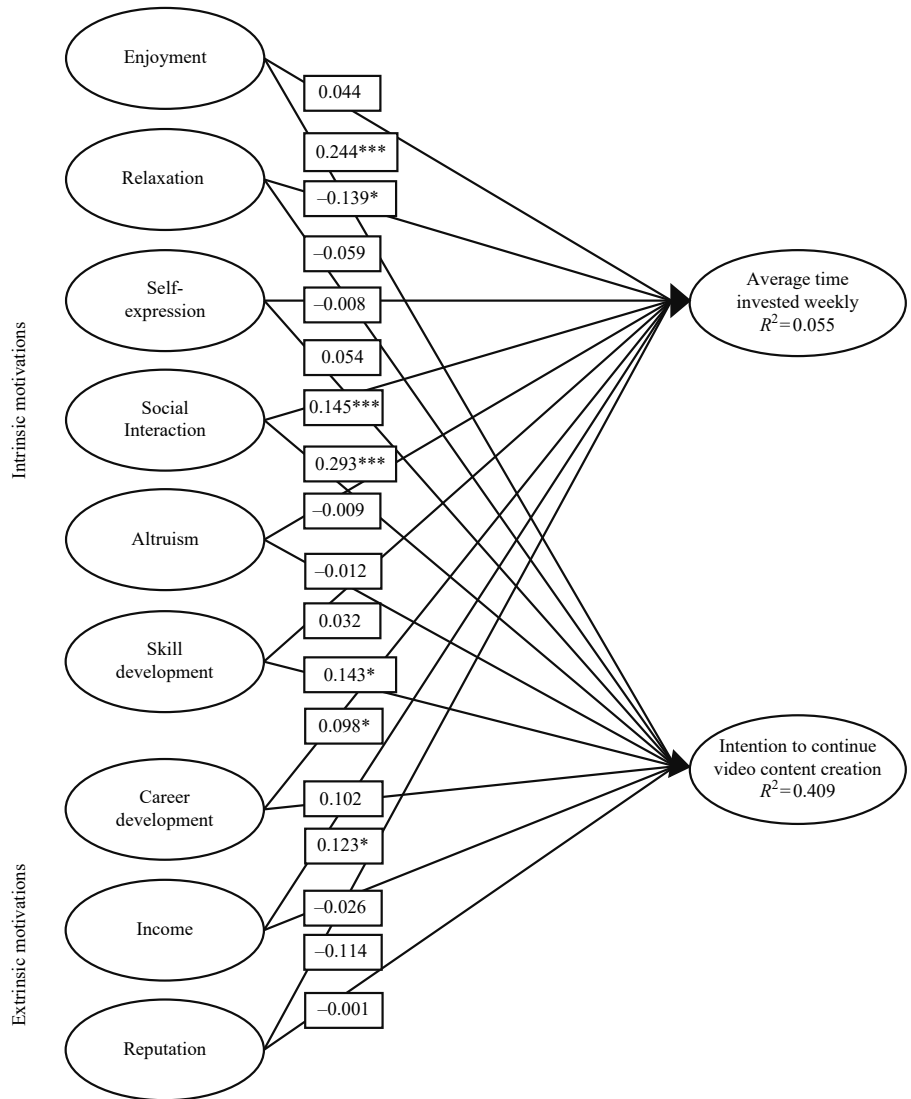 Enjoyment
Relaxation
Self-
expression
Social
Interaction
Altruism
Skill
development
Career
development
Income
Reputation
Intrinsic motivations
Extrinsic motivations
0.044
0.244***
–0.139*
–0.059
–0.008
0.054
0.145***
0.293***
–0.009
–0.012
0.032
0.143*
0.098*
0.102
0.123*
–0.026
–0.114
–0.001
Average time
invested weekly
R²=0.055
Intention to continue
video content creation
R²=0.409